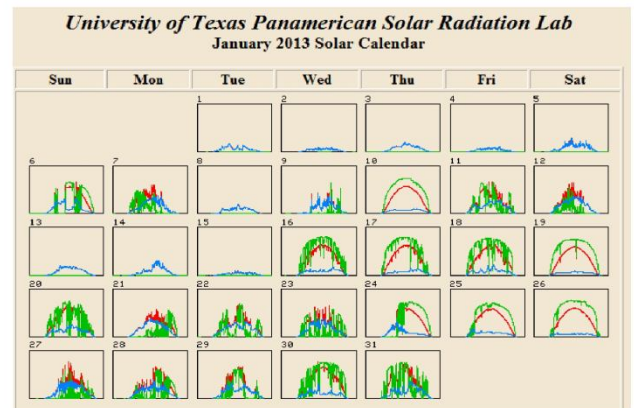 University of Texas Panamerican Solar Radiation Lab
January 2013 Solar Calendar
Sun Mon Tue Wed Thu Fri Sat
1 2 3 4 5
6 7 8 9 10 11 12
13 14 15 16 17 18 19
20 21 22 23 24 25 26
27 28 29 30 31